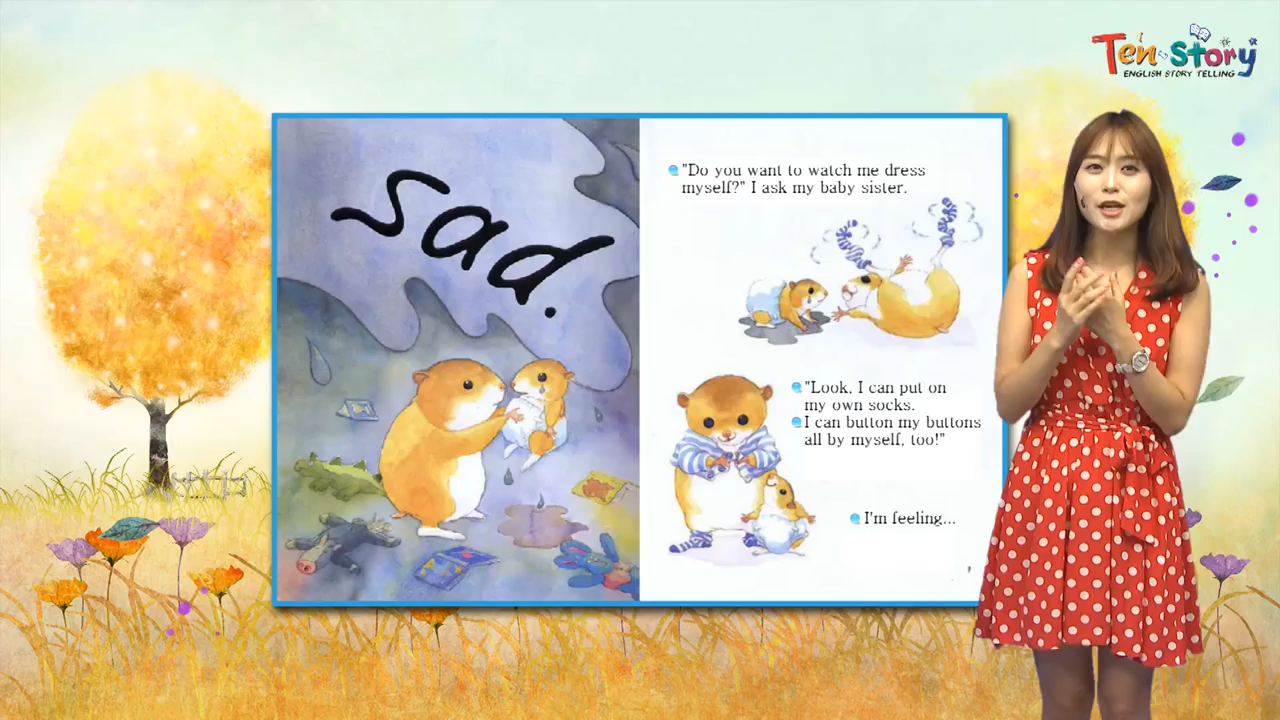 Ten Story
ENGLISH STORY TELLING
sad.
"Do you want to watch me dress
myself?" I ask my baby sister.
"Look, I can put on
my own socks.
I can button my buttons
all by myself, too!"
I'm feeling...